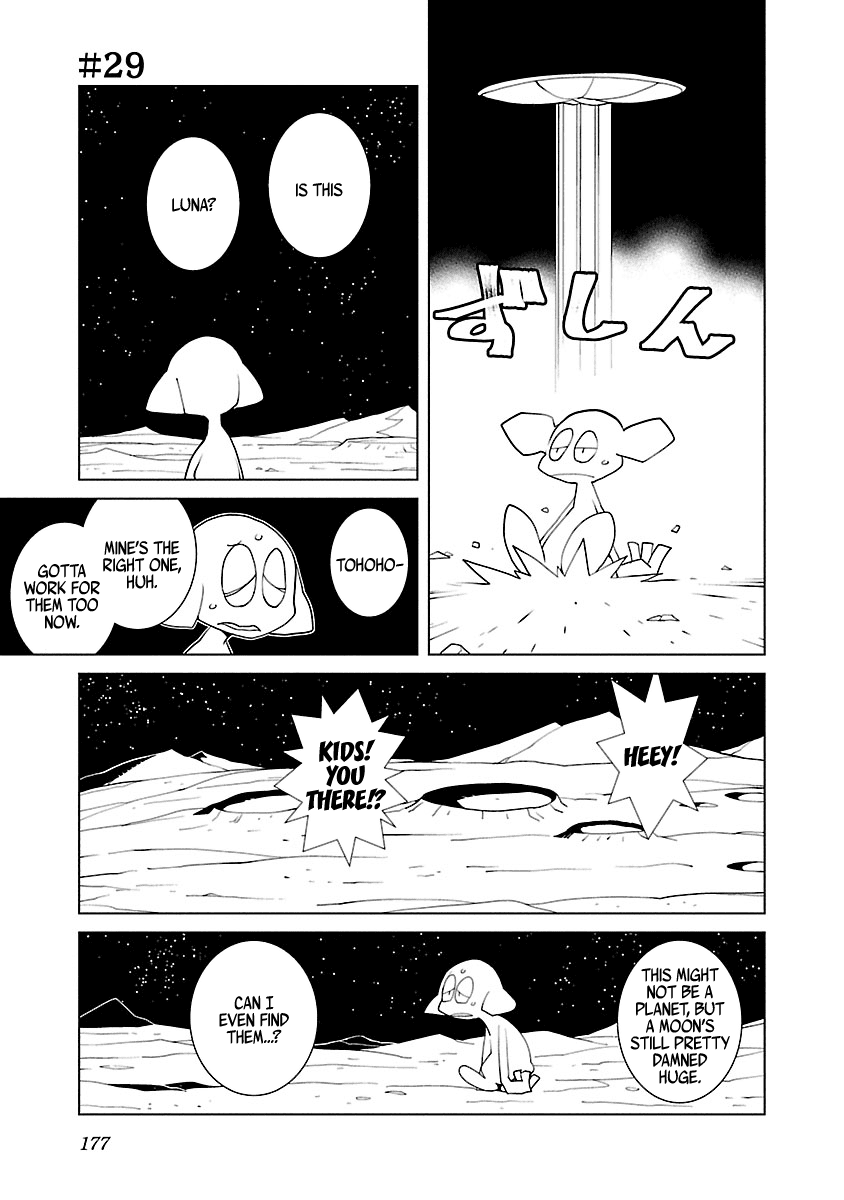 #29
ずしん
IS THIS
LUNA?
TOHOHO-
MINE'S THE
RIGHT ONE,
HUH.
GOTTA
WORK FOR
THEM TOO
NOW.
HEEY!
KIDS!
YOU
THERE!?
THIS MIGHT
NOT BE A
PLANET, BUT
A MOON'S
STILL PRETTY
DAMNED
HUGE.
CAN I
EVEN FIND
THEM...?
177